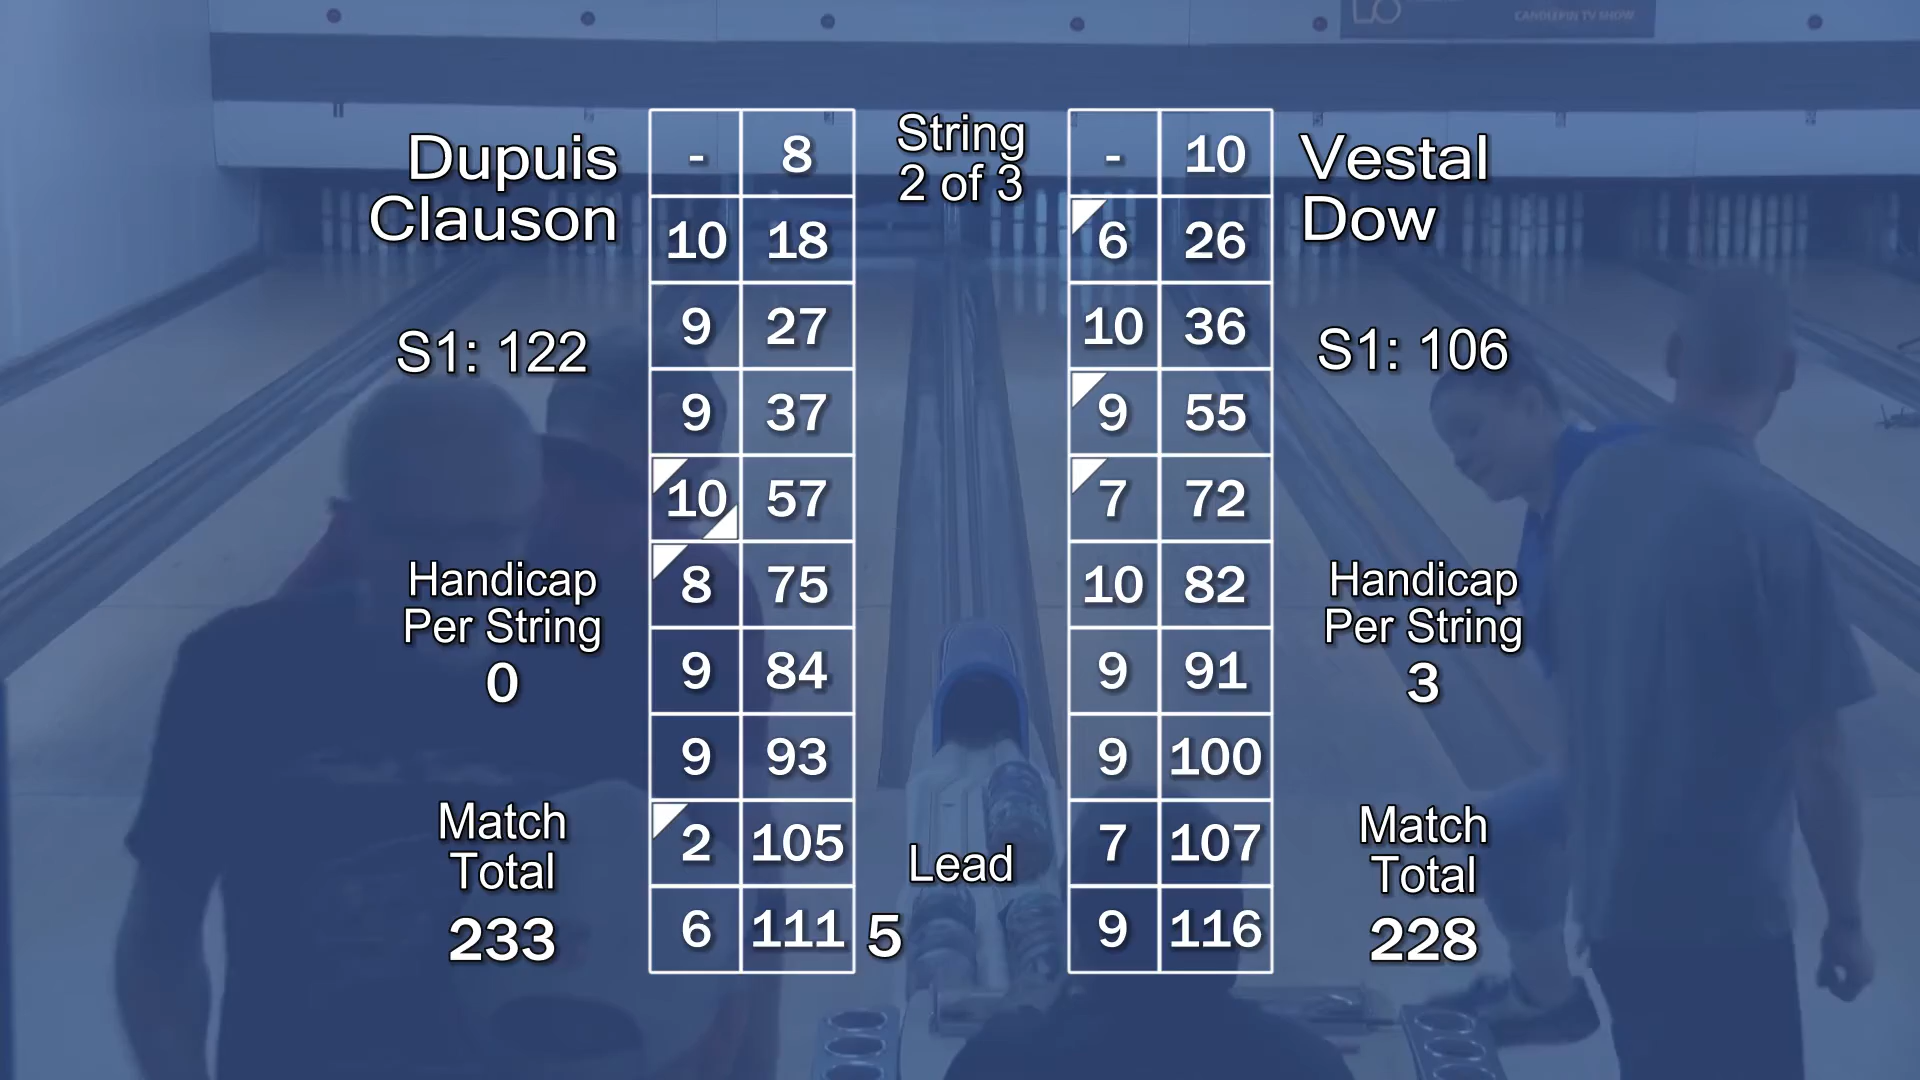 CANDLEPIN TV SHOW
Dupuis
Clauson
S1: 122
Handicap
Per String
0
Match
Total
233
- 8
10 18
9 27
9 37
10 57
8 75
9 84
9 93
2 105
6 111
String
2 of 3
Lead
5
- 10
6 26
10 36
9 55
7 72
10 82
9 91
9 100
7 107
9 116
Vestal
Dow
S1: 106
Handicap
Per String
3
Match
Total
228